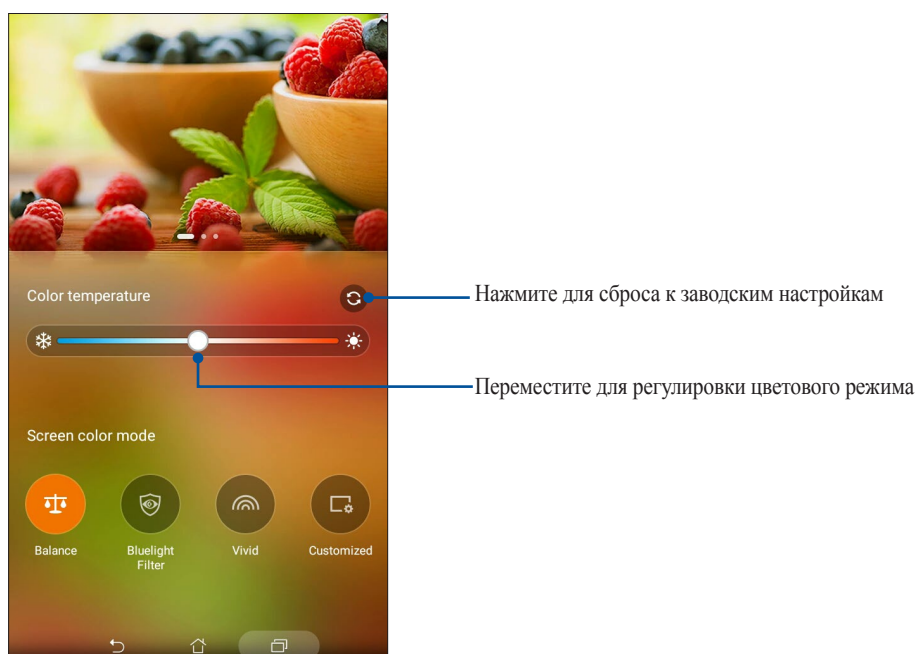 Color temperature
Нажмите для сброса к заводским настройкам
Переместите для регулировки цветового режима
Screen color mode
Balance
Bluelight
Filter
Vivid
Customized